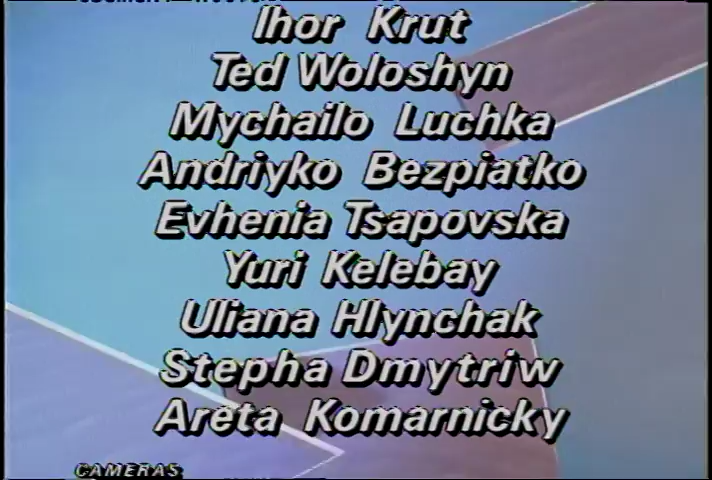 Ihor Krut
Ted Woloshyn
Mychailo Luchka
Andriyko Bezpiatko
Evhenia Tsapovska
Yuri Kelebay
Uliana Hlynchak
Stepha Dmytriw
Areta Komarnicky
CAMERAS